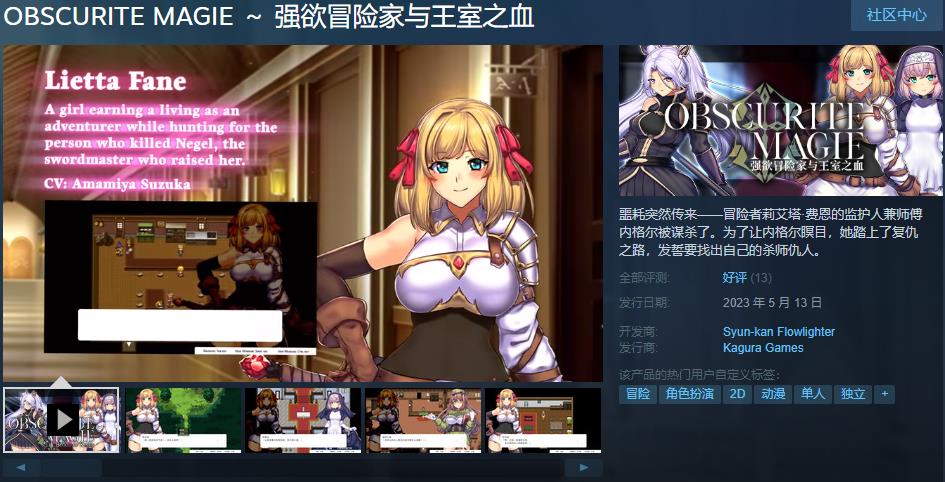 OBSCURITE MAGIE ~ 强欲冒险家与王室之血
社区中心
Lietta Fane
A girl earning a living as an
adventurer while hunting for the
person who killed Negel, the
swordmaster who raised her.
CV: Amamiya Suzuka
OBSCURITE
MAGIE
强欲冒险家与王室之血
噩耗突然传来——冒险者莉艾塔·费恩的监护人兼师傅
内格尔被谋杀了。为了让内格尔瞑目，她踏上了复仇
之路，发誓要找出自己的杀师仇人。
全部评测: 好评 (13)
发行日期: 2023 年 5 月 13 日
开发商: Syun-kan Flowlighter
发行商: Kagura Games
该产品的热门用户自定义标签:
冒险 角色扮演 2D 动漫 单人 独立 +